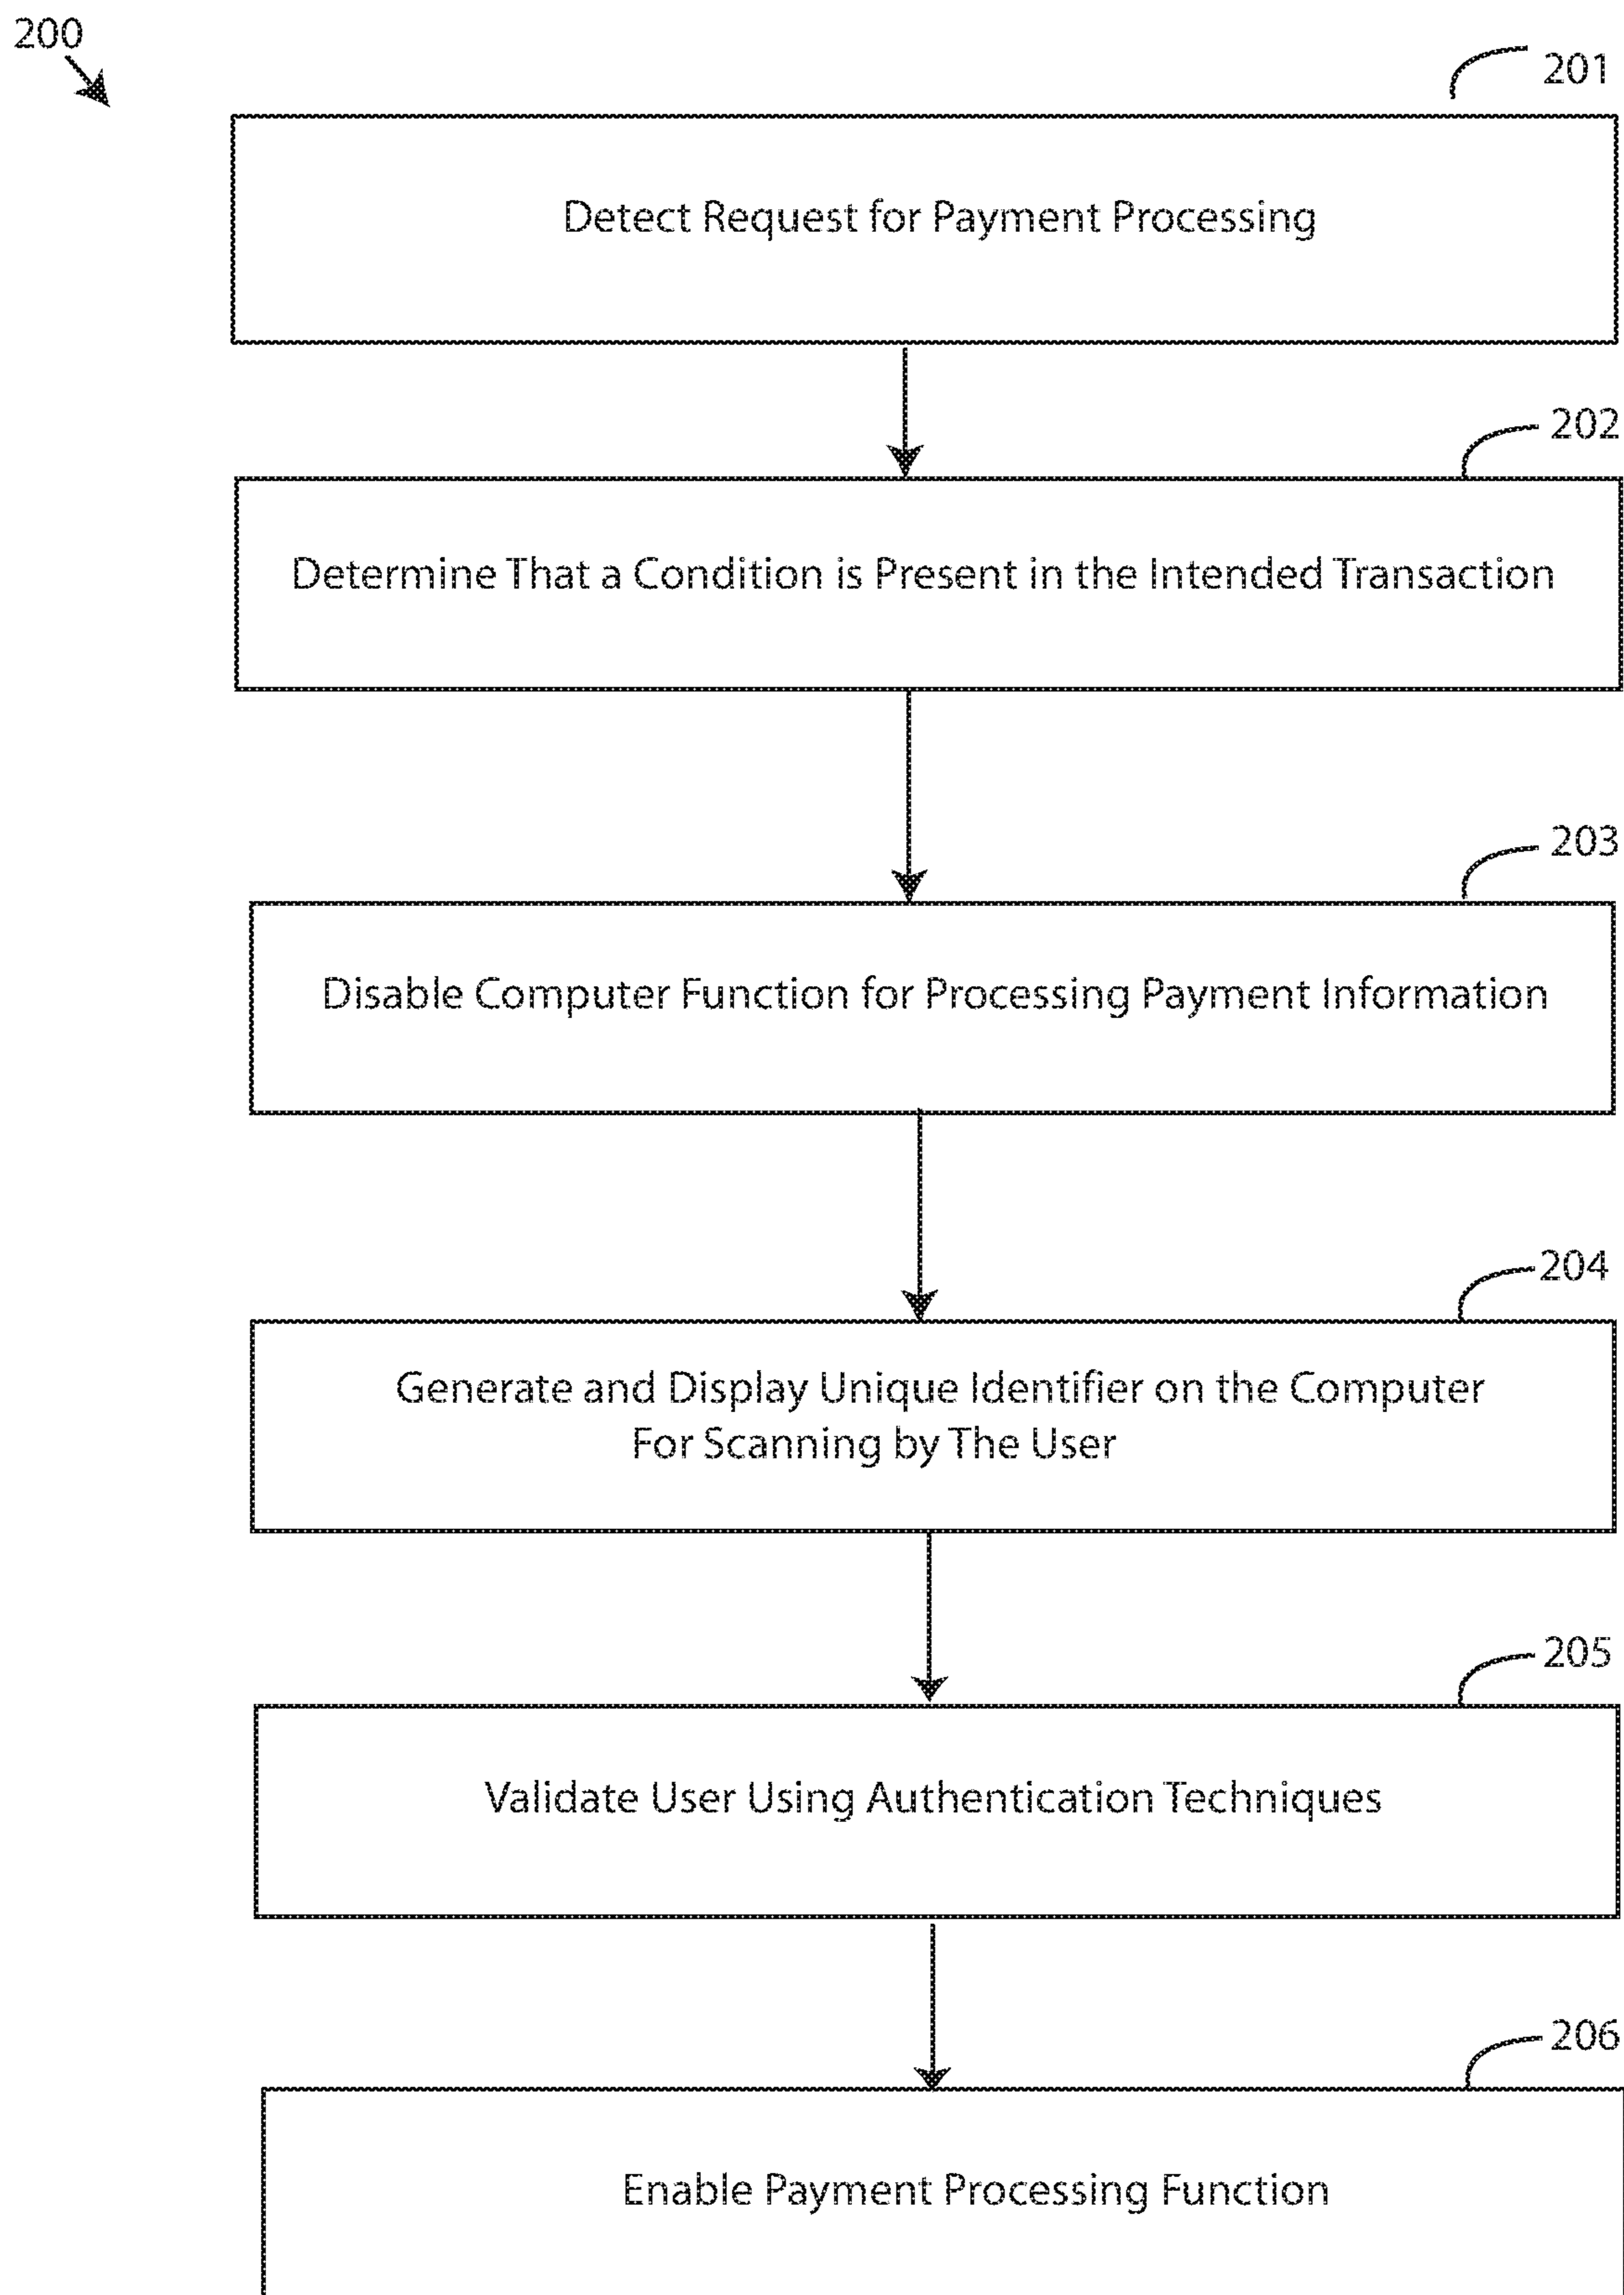 200
201
Detect Request for Payment Processing
202
Determine That a Condition is Present in the Intended Transaction
203
Disable Computer Function for Processing Payment Information
204
Generate and Display Unique Identifier on the Computer
For Scanning by The User
205
Validate User Using Authentication Techniques
206
Enable Payment Processing Function